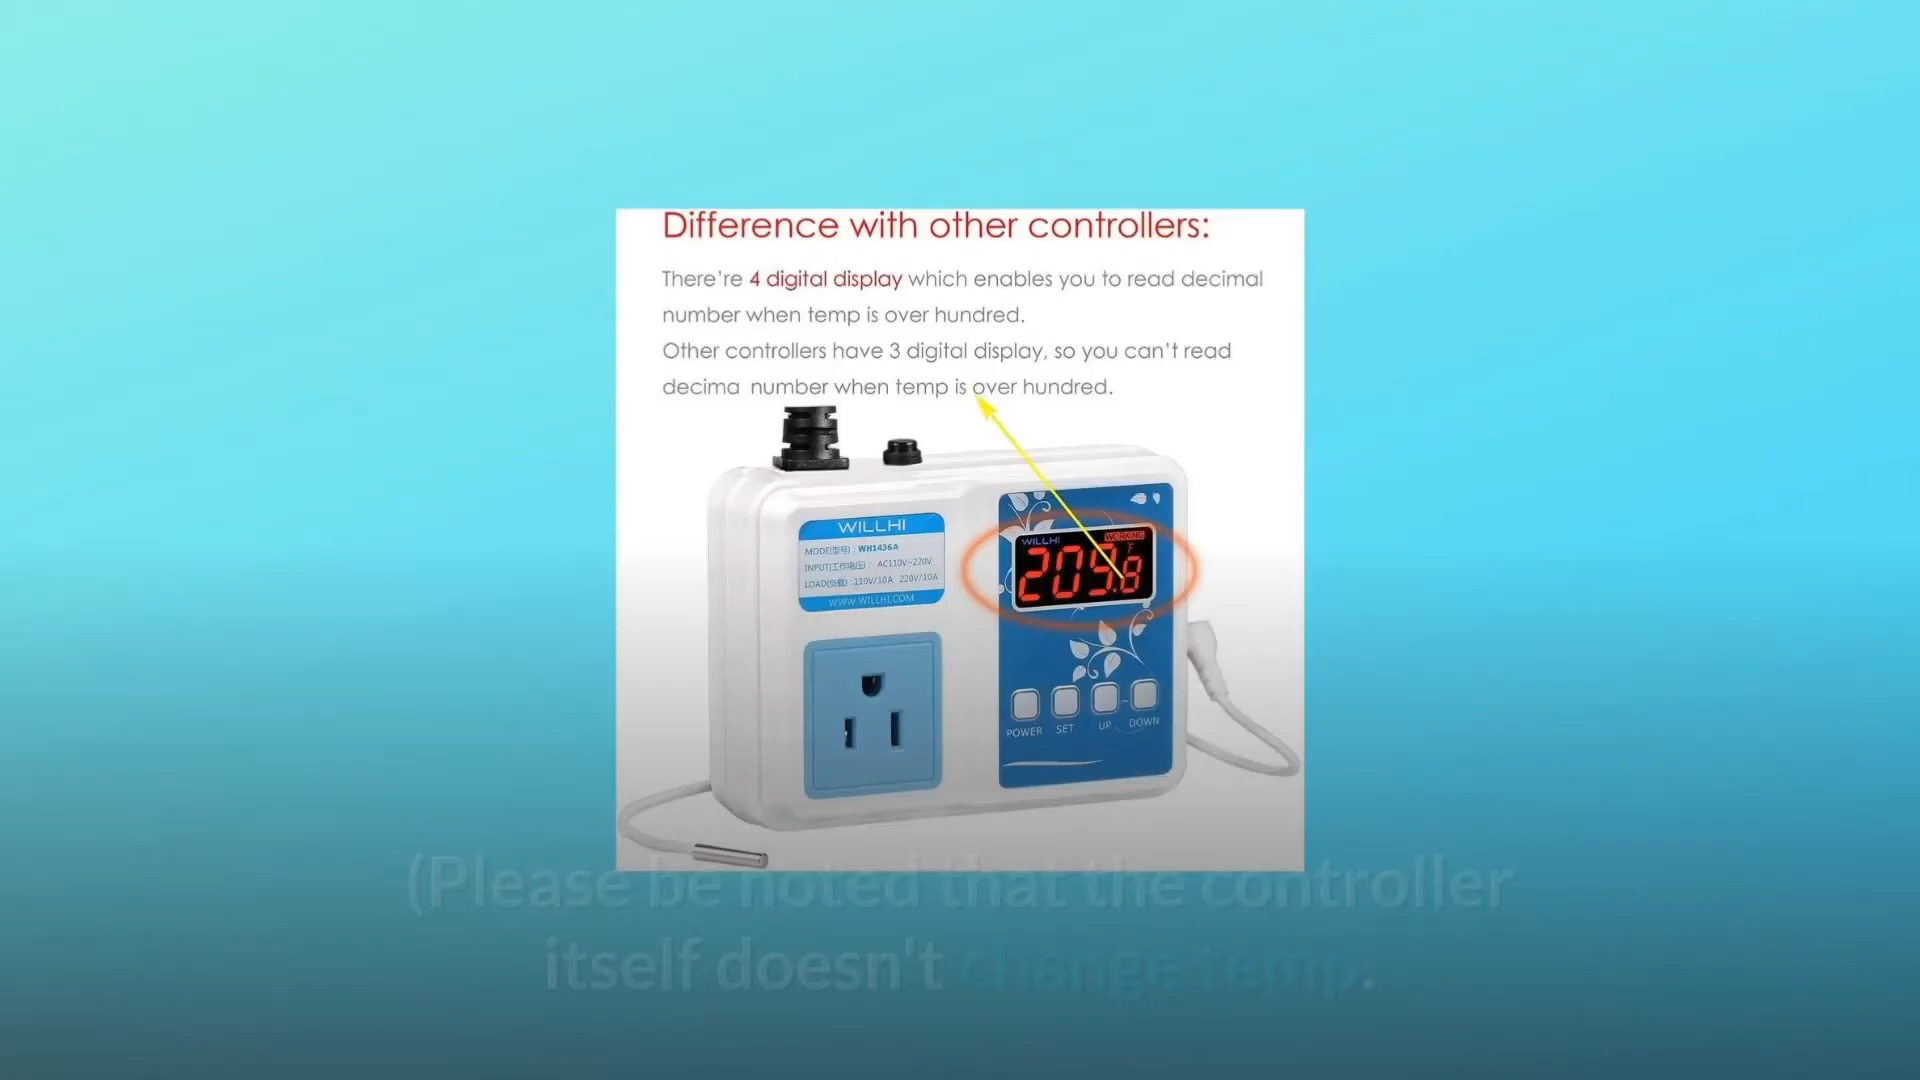 Difference with other controllers:
There're 4 digital display which enables you to read decimal
number when temp is over hundred.
Other controllers have 3 digital display, so you can't read
decima number when temp is over hundred.
WILLHI
MODE(型号) : WH1436A
INPUT(工作电压) : AC110V~220V
LOAD(负载) : 110V/10A 220V/10A
WWW.WILLHI.COM
WILLHI WORKING
°F
209.8
POWER SET UP - DOWN
(Please be noted that the controller
itself doesn't change temp.